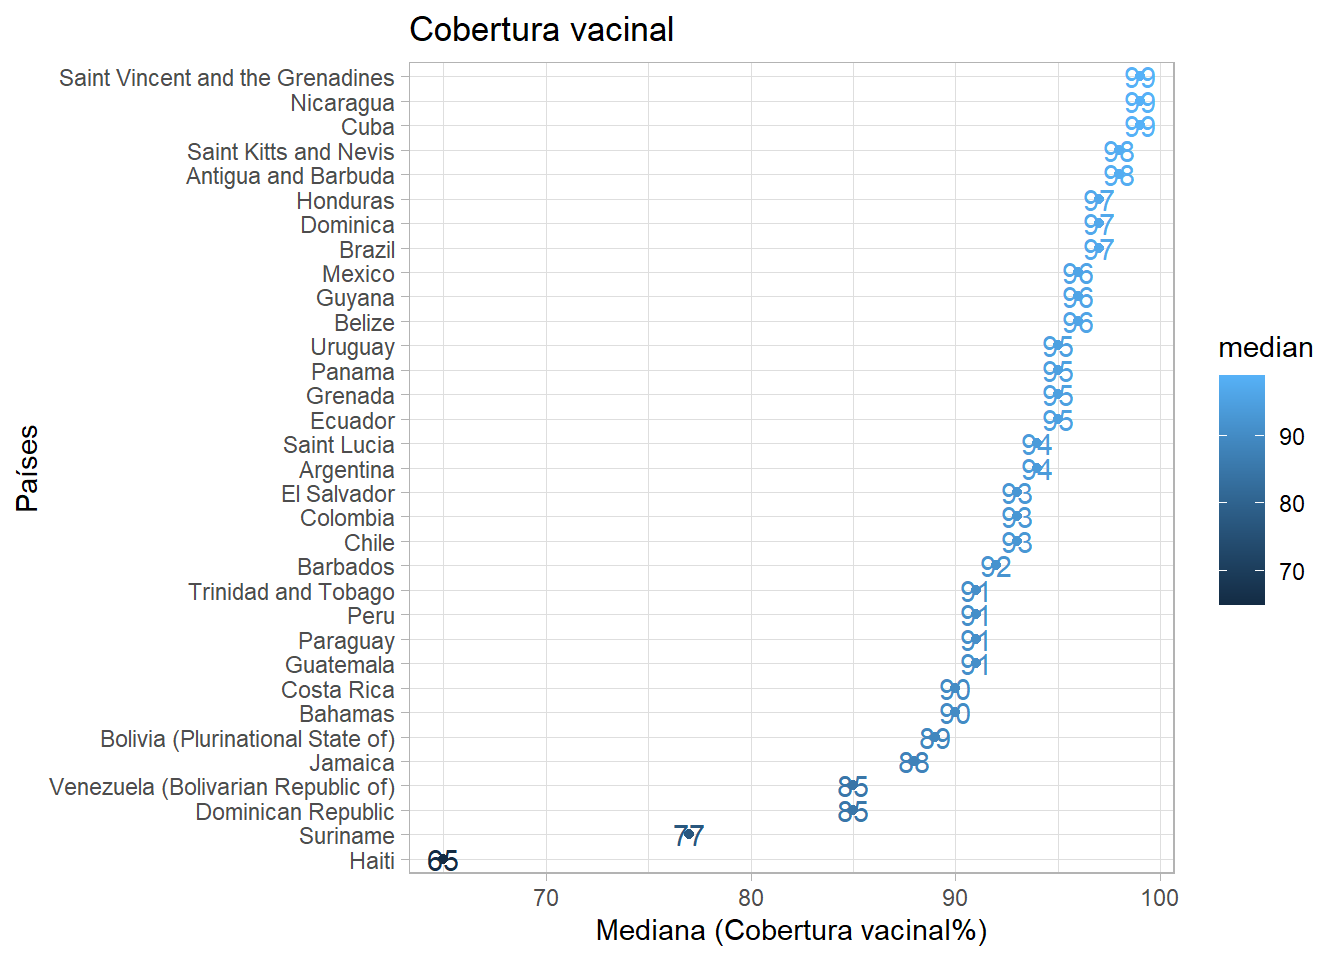 Cobertura vacinal
Saint Vincent and the Grenadines 99
Nicaragua 99
Cuba 99
Saint Kitts and Nevis 98
Antigua and Barbuda 98
Honduras 97
Dominica 97
Brazil 97
Mexico 96
Guyana 96
Belize 96
Uruguay 95
Panama 95
Grenada 95
Ecuador 95
Saint Lucia 94
Argentina 94
El Salvador 93
Colombia 93
Chile 93
Barbados 92
Trinidad and Tobago 91
Peru 91
Paraguay 91
Guatemala 91
Costa Rica 90
Bahamas 90
Bolivia (Plurinational State of) 89
Jamaica 88
Venezuela (Bolivarian Republic of) 85
Dominican Republic 85
Suriname 77
Haiti 65
70 80 90 100
Mediana (Cobertura vacinal%)
Países
median
90
80
70